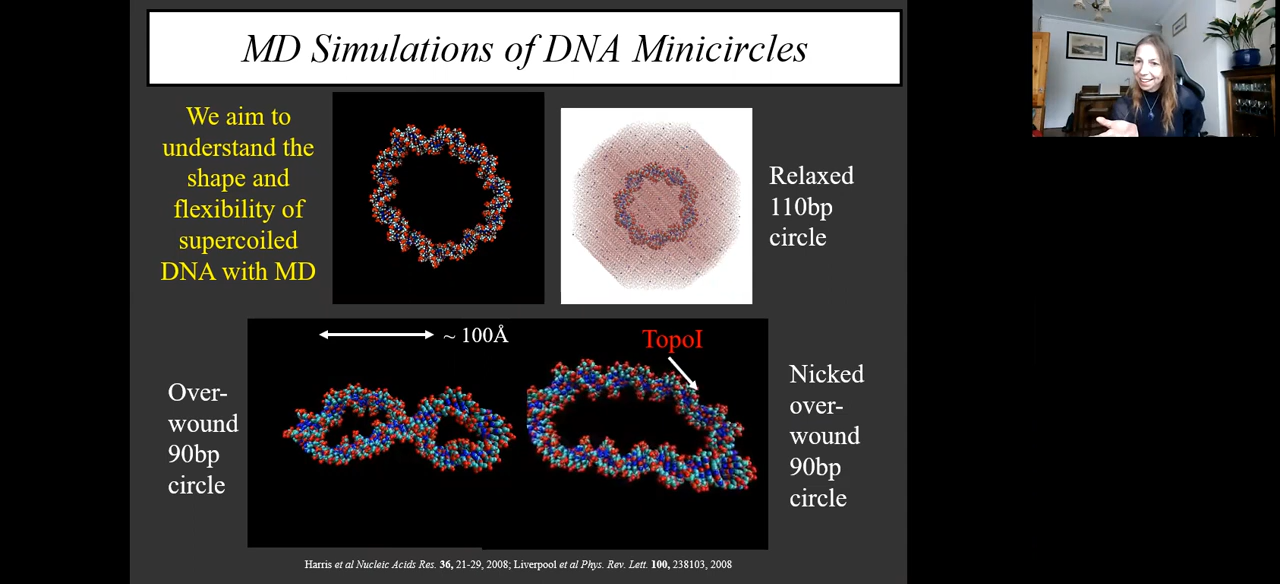 MD Simulations of DNA Minicircles
We aim to
understand the
shape and
flexibility of
supercoiled
DNA with MD
Relaxed
110bp
circle
~ 100Å
TopoI
Over-
wound
90bp
circle
Nicked
over-
wound
90bp
circle
Harris et al Nucleic Acids Res. 36, 21-29, 2008; Liverpool et al Phys. Rev. Lett. 100, 238103, 2008